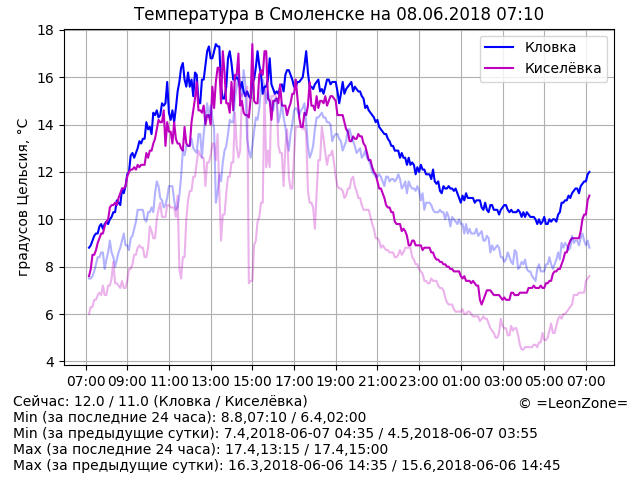 Температура в Смоленске на 08.06.2018 07:10
18
16
14
12
10
8
6
4
градусов Цельсия, °C
Кловка
Киселёвка
07:00 09:00 11:00 13:00 15:00 17:00 19:00 21:00 23:00 01:00 03:00 05:00 07:00
Сейчас: 12.0 / 11.0 (Кловка / Киселёвка)
© =LeonZone=
Min (за последние 24 часа): 8.8,07:10 / 6.4,02:00
Min (за предыдущие сутки): 7.4,2018-06-07 04:35 / 4.5,2018-06-07 03:55
Max (за последние 24 часа): 17.4,13:15 / 17.4,15:00
Max (за предыдущие сутки): 16.3,2018-06-06 14:35 / 15.6,2018-06-06 14:45